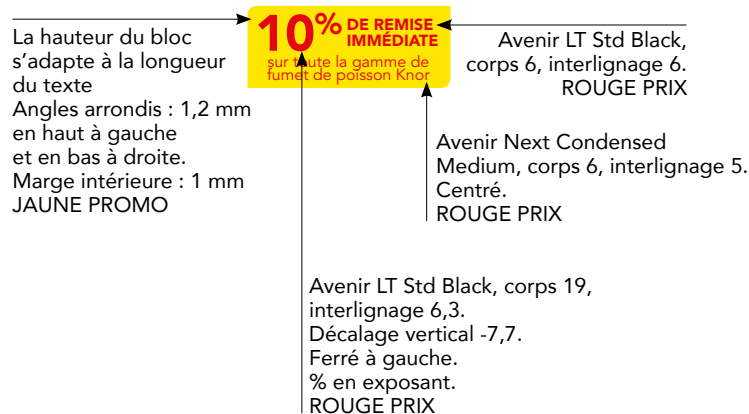 La hauteur du bloc
s’adapte à la longueur
du texte
Angles arrondis : 1,2 mm
en haut à gauche
et en bas à droite.
Marge intérieure : 1 mm
JAUNE PROMO
10% DE REMISE
IMMÉDIATE
sur toute la gamme de
fumet de poisson Knor
Avenir LT Std Black,
corps 6, interlignage 6.
ROUGE PRIX
Avenir Next Condensed
Medium, corps 6, interlignage 5.
Centré.
ROUGE PRIX
Avenir LT Std Black, corps 19,
interlignage 6,3.
Décalage vertical -7,7.
Ferré à gauche.
% en exposant.
ROUGE PRIX